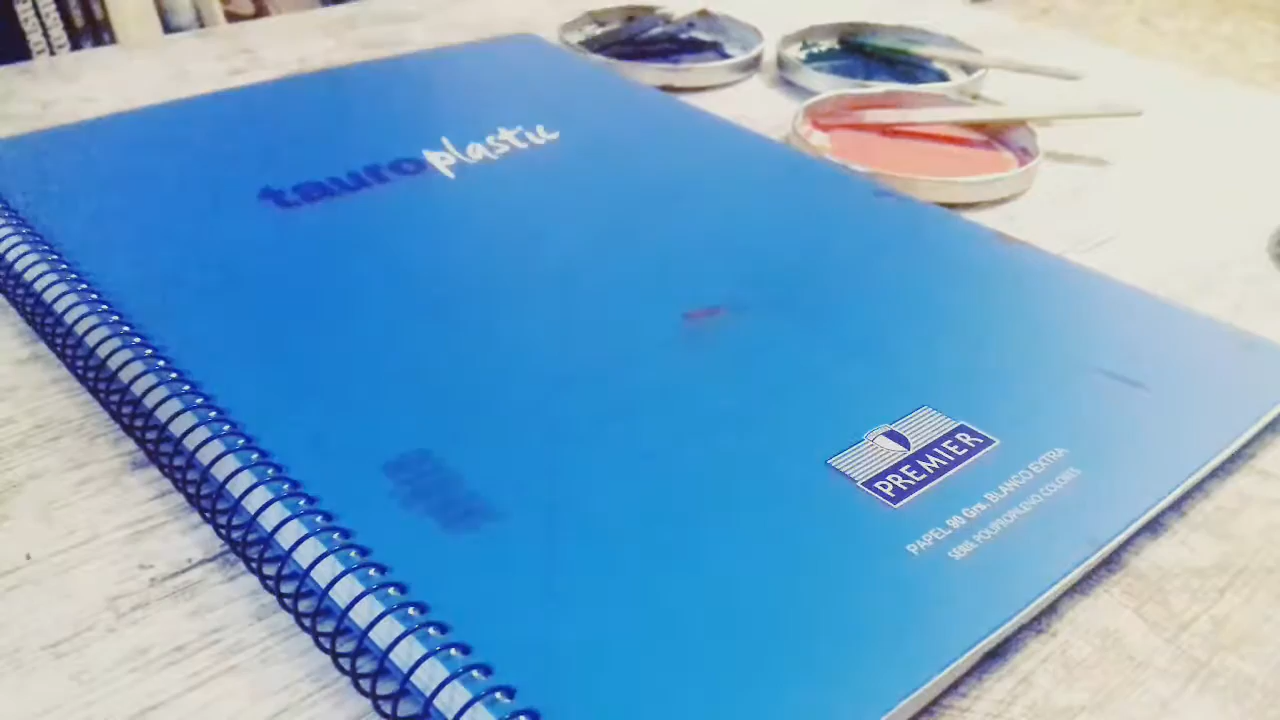 tauroplastic
PREMIER
PAPEL 90 Grs. BLANCO EXTRA
SERIE POLIPROPILENO COLORS